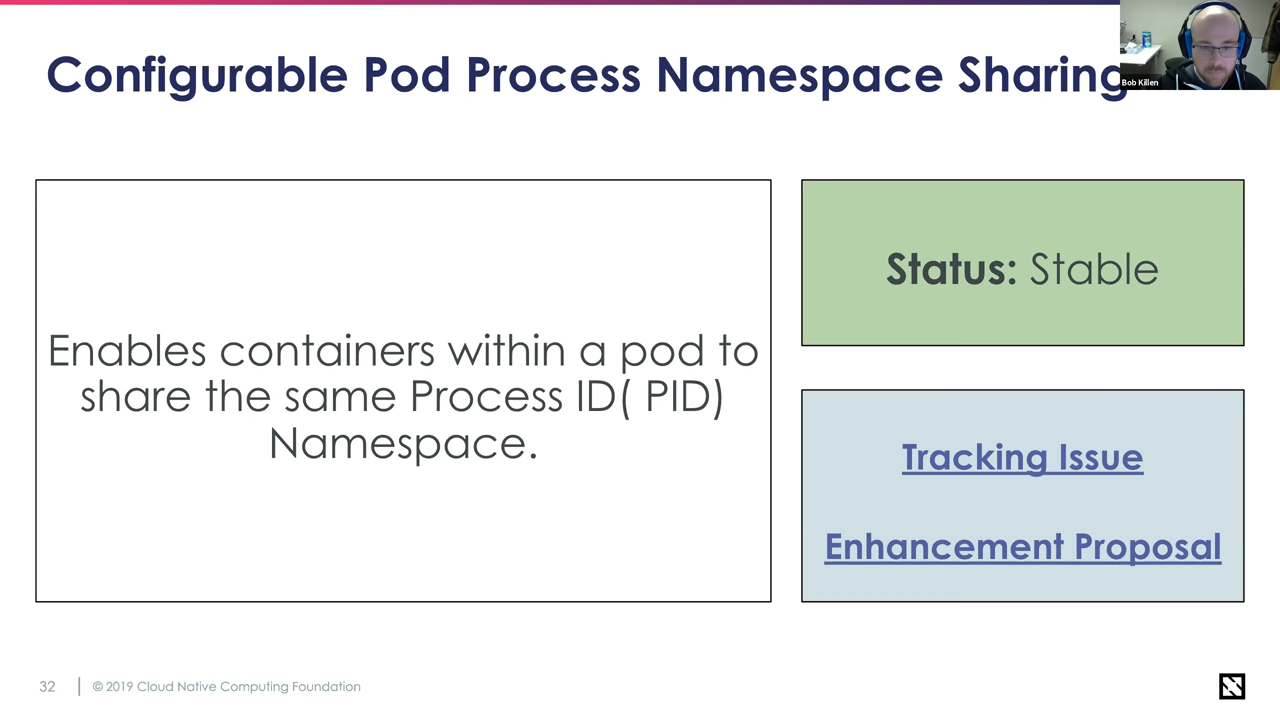 Configurable Pod Process Namespace Sharing
Bob Killen
Enables containers within a pod to
share the same Process ID( PID)
Namespace.
Status: Stable
Tracking Issue
Enhancement Proposal
32
© 2019 Cloud Native Computing Foundation